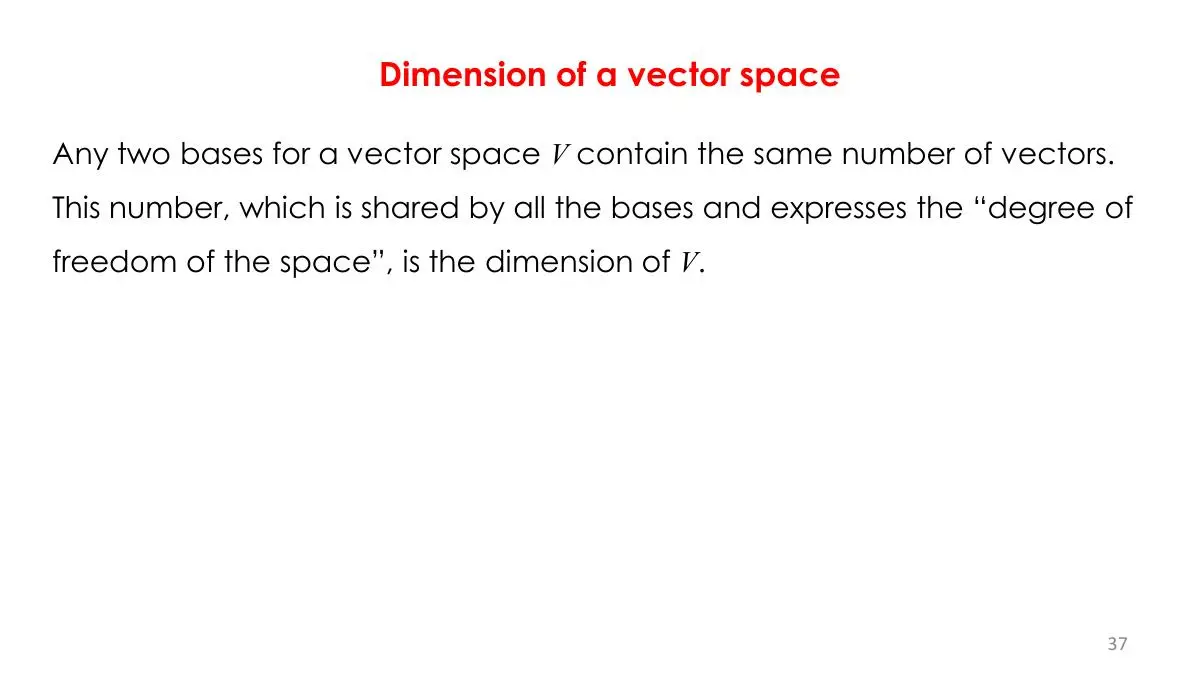 Dimension of a vector space
Any two bases for a vector space V contain the same number of vectors.
This number, which is shared by all the bases and expresses the “degree of
freedom of the space”, is the dimension of V.
37